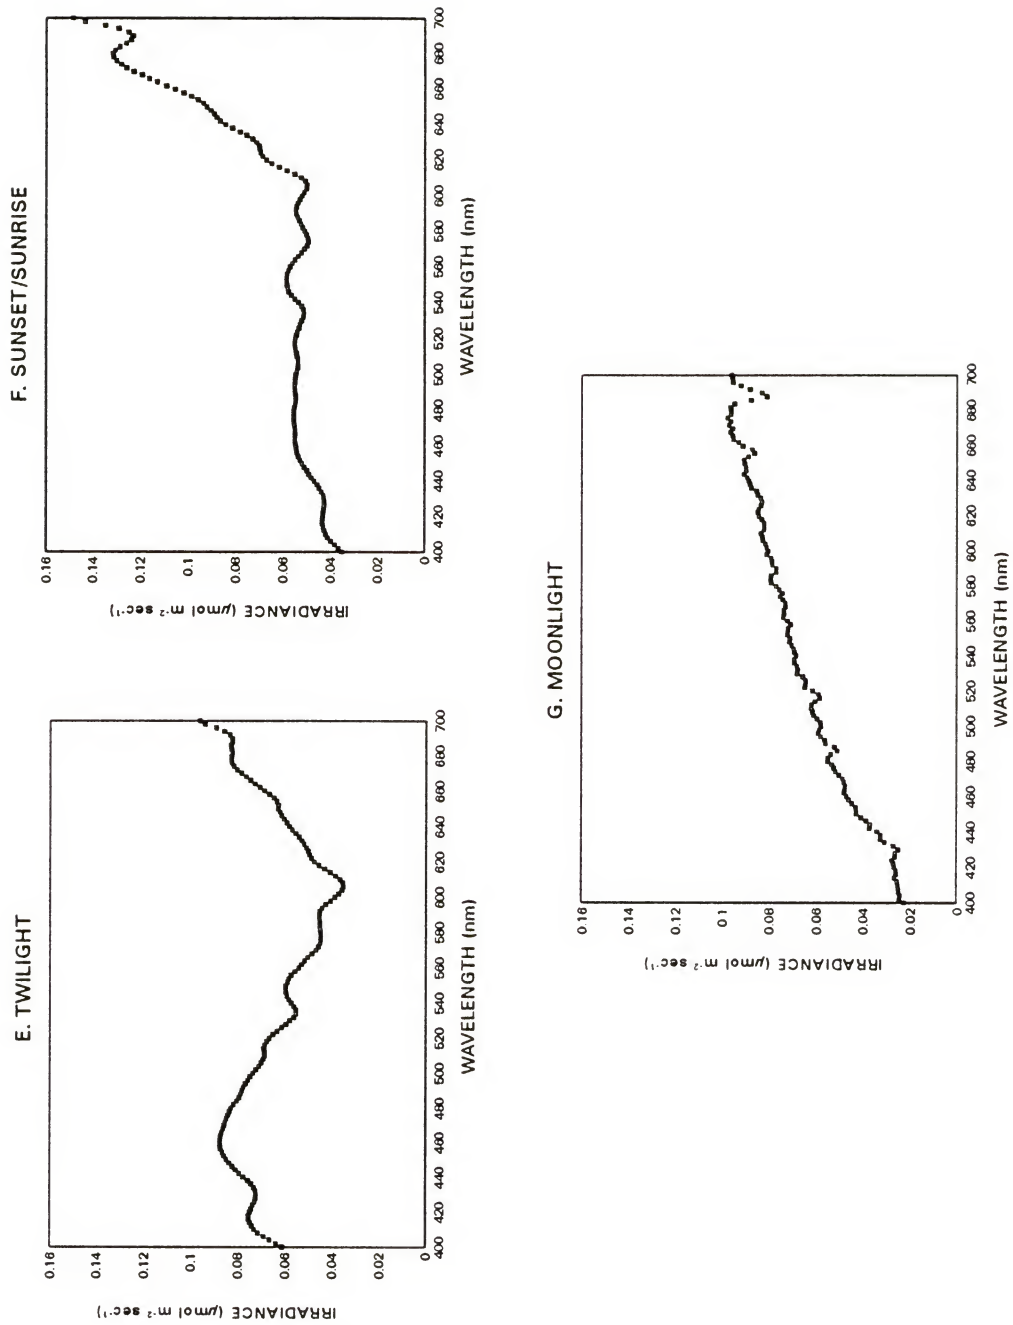 E. TWILIGHT
IRRADIANCE (μmol m⁻² sec⁻¹)
0.16
0.14
0.12
0.1
0.08
0.06
0.04
0.02
0
400 420 440 460 480 500 520 540 560 580 600 620 640 660 680 700
WAVELENGTH (nm)
F. SUNSET/SUNRISE
IRRADIANCE (μmol m⁻² sec⁻¹)
0.16
0.14
0.12
0.1
0.08
0.06
0.04
0.02
0
400 420 440 460 480 500 520 540 560 580 600 620 640 660 680 700
WAVELENGTH (nm)
G. MOONLIGHT
IRRADIANCE (μmol m⁻² sec⁻¹)
0.16
0.14
0.12
0.1
0.08
0.06
0.04
0.02
0
400 420 440 460 480 500 520 540 560 580 600 620 640 660 680 700
WAVELENGTH (nm)